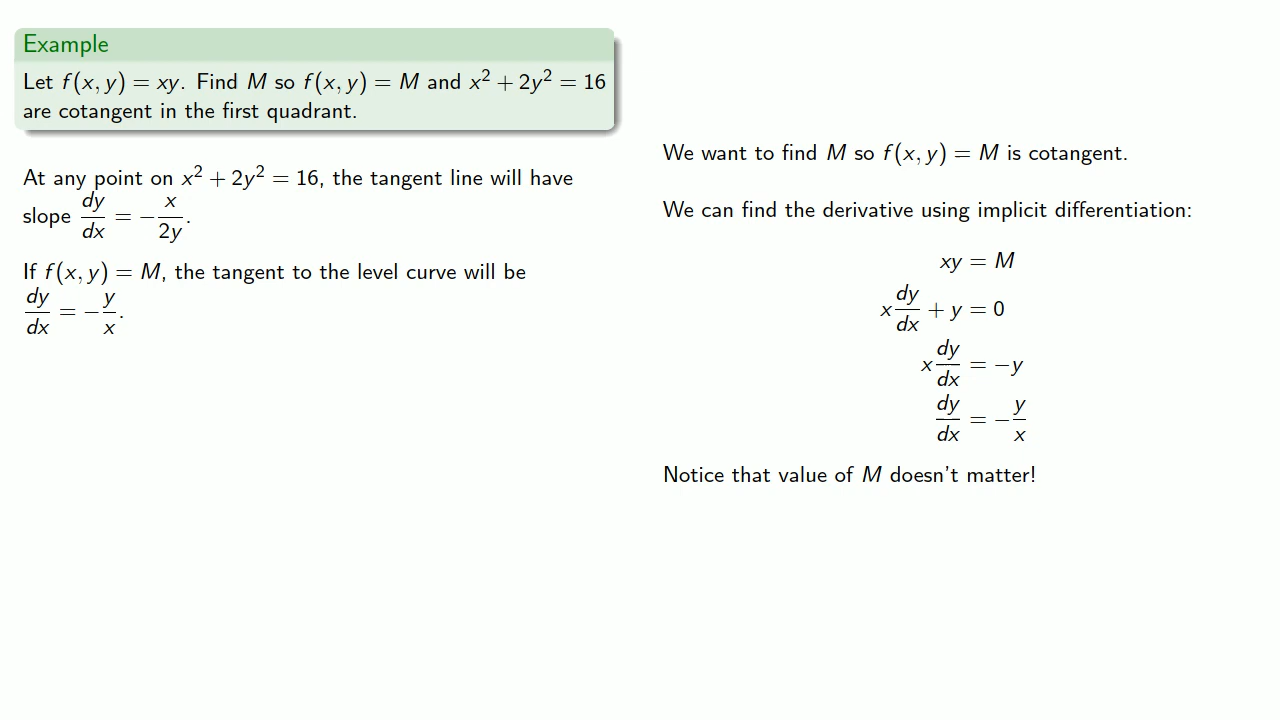 Example
Let f(x, y) = xy. Find M so f(x, y) = M and x² + 2y² = 16
are cotangent in the first quadrant.
At any point on x² + 2y² = 16, the tangent line will have
slope dy/dx = −x/2y.
If f(x, y) = M, the tangent to the level curve will be
dy/dx = −y/x.
We want to find M so f(x, y) = M is cotangent.
We can find the derivative using implicit differentiation:
xy = M
x dy/dx + y = 0
x dy/dx = −y
dy/dx = −y/x
Notice that value of M doesn't matter!